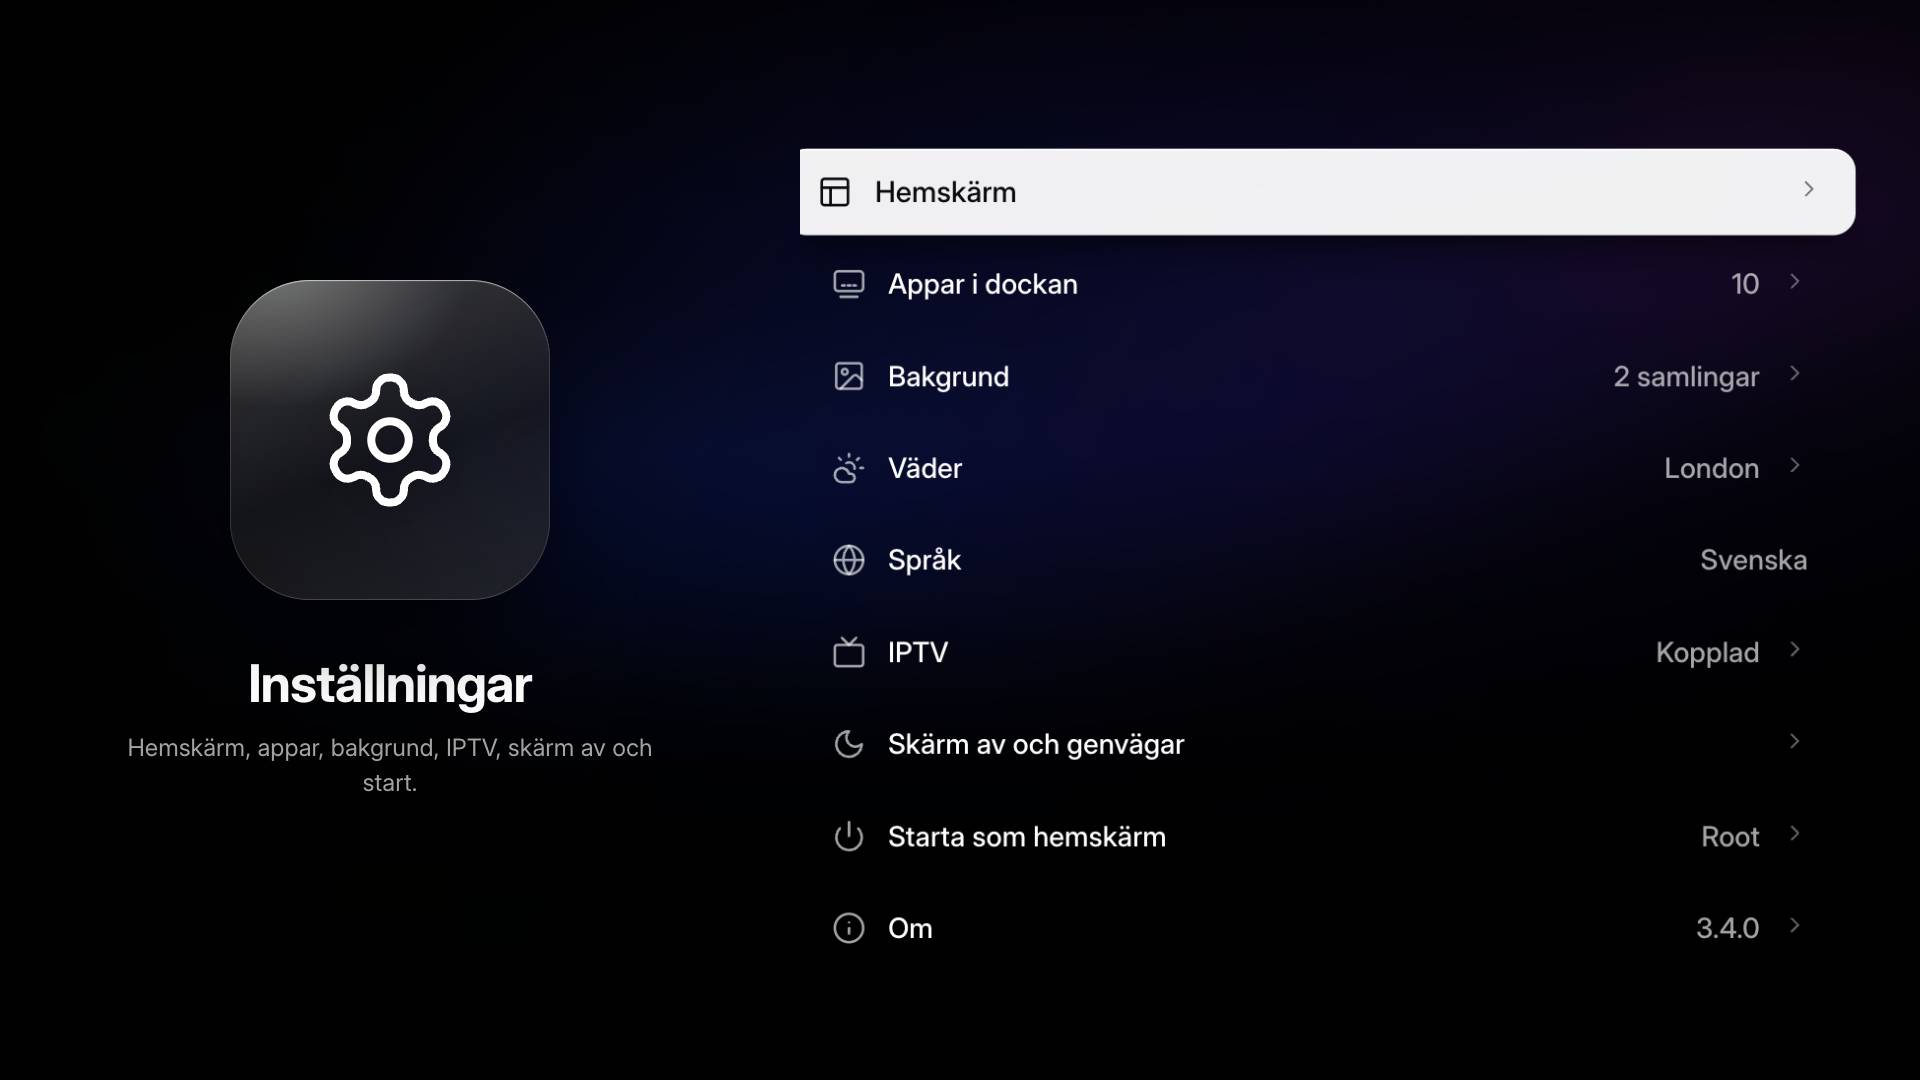 Inställningar
Hemskärm, appar, bakgrund, IPTV, skärm av och
start.
Hemskärm
Appar i dockan 10
Bakgrund 2 samlingar
Väder London
Språk Svenska
IPTV Kopplad
Skärm av och genvägar
Starta som hemskärm Root
Om 3.4.0